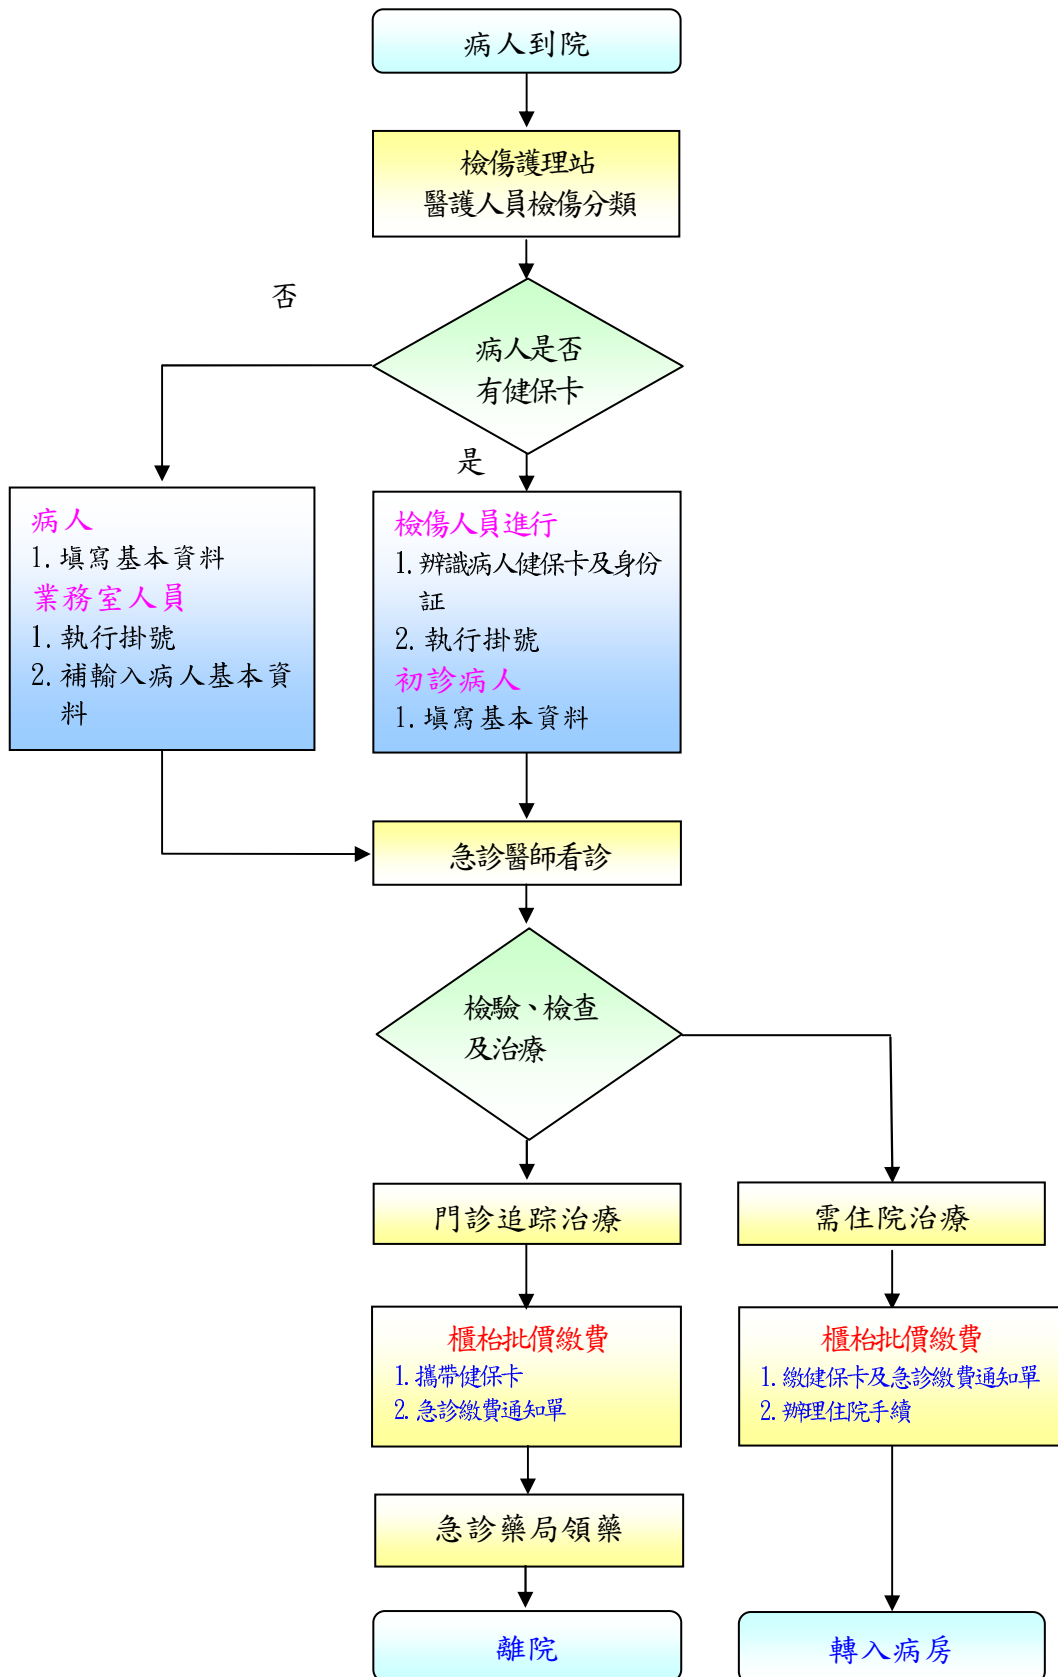 病人到院
檢傷護理站
醫護人員檢傷分類
否
病人是否
有健保卡
是
病人
1. 填寫基本資料
業務室人員
1. 執行掛號
2. 補輸入病人基本資
料
檢傷人員進行
1. 辨識病人健保卡及身份
証
2. 執行掛號
初診病人
1. 填寫基本資料
急診醫師看診
檢驗、檢查
及治療
門診追踪治療
需住院治療
櫃枱批價繳費
1. 攜帶健保卡
2. 急診繳費通知單
櫃枱批價繳費
1. 繳健保卡及急診繳費通知單
2. 辦理住院手續
急診藥局領藥
離院
轉入病房